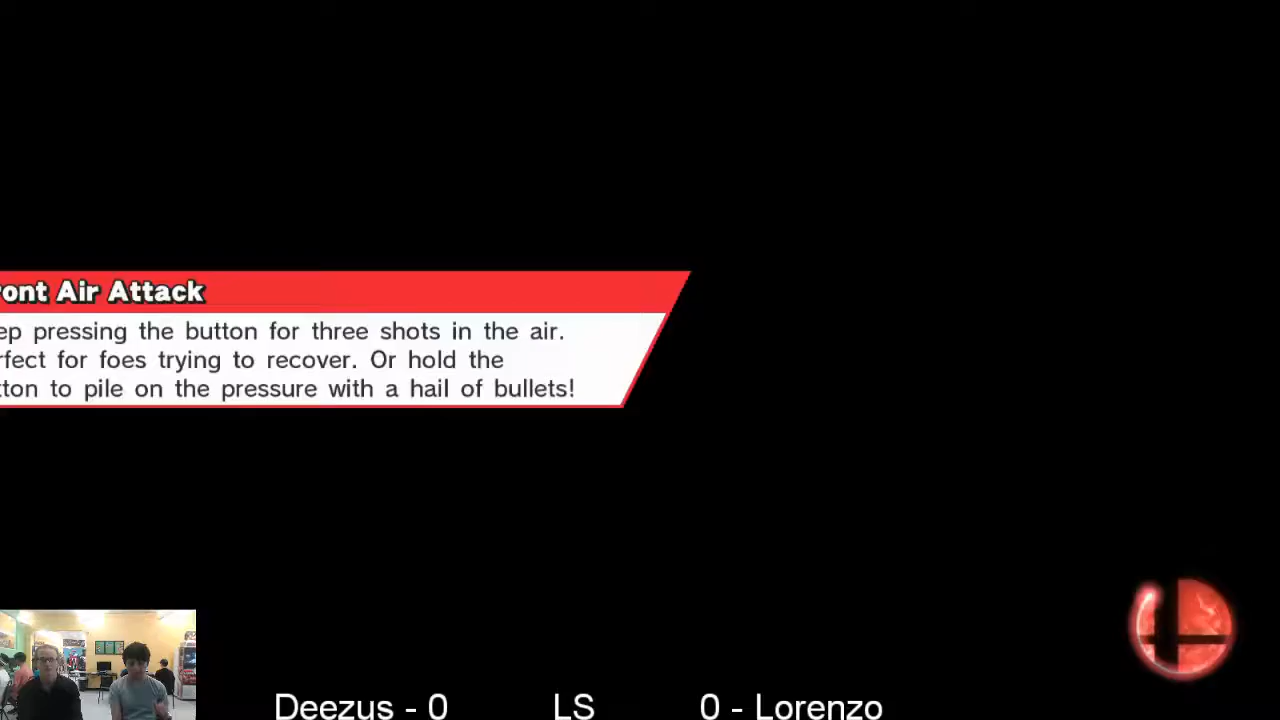 ront Air Attack
ep pressing the button for three shots in the air.
rfect for foes trying to recover. Or hold the
tton to pile on the pressure with a hail of bullets!
Deezus - 0 LS 0 - Lorenzo